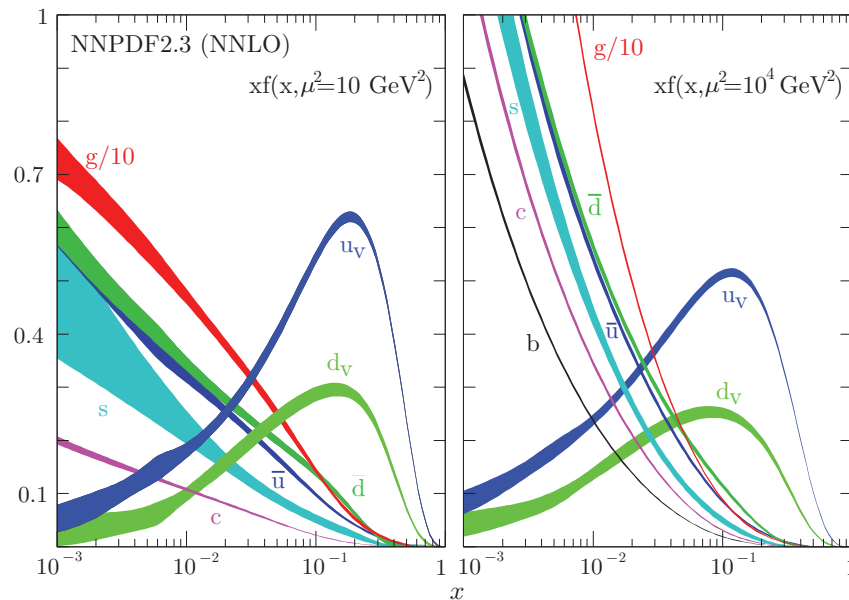 NNPDF2.3 (NNLO)
xf(x,μ²=10 GeV²)
g/10
u_v
d_v
s
ū
d̄
c
1
0.7
0.4
0.1
10⁻³
10⁻²
10⁻¹
1
x
g/10
xf(x,μ²=10⁴ GeV²)
s
c
d̄
u_v
ū
b
d_v
10⁻³
10⁻²
10⁻¹
1